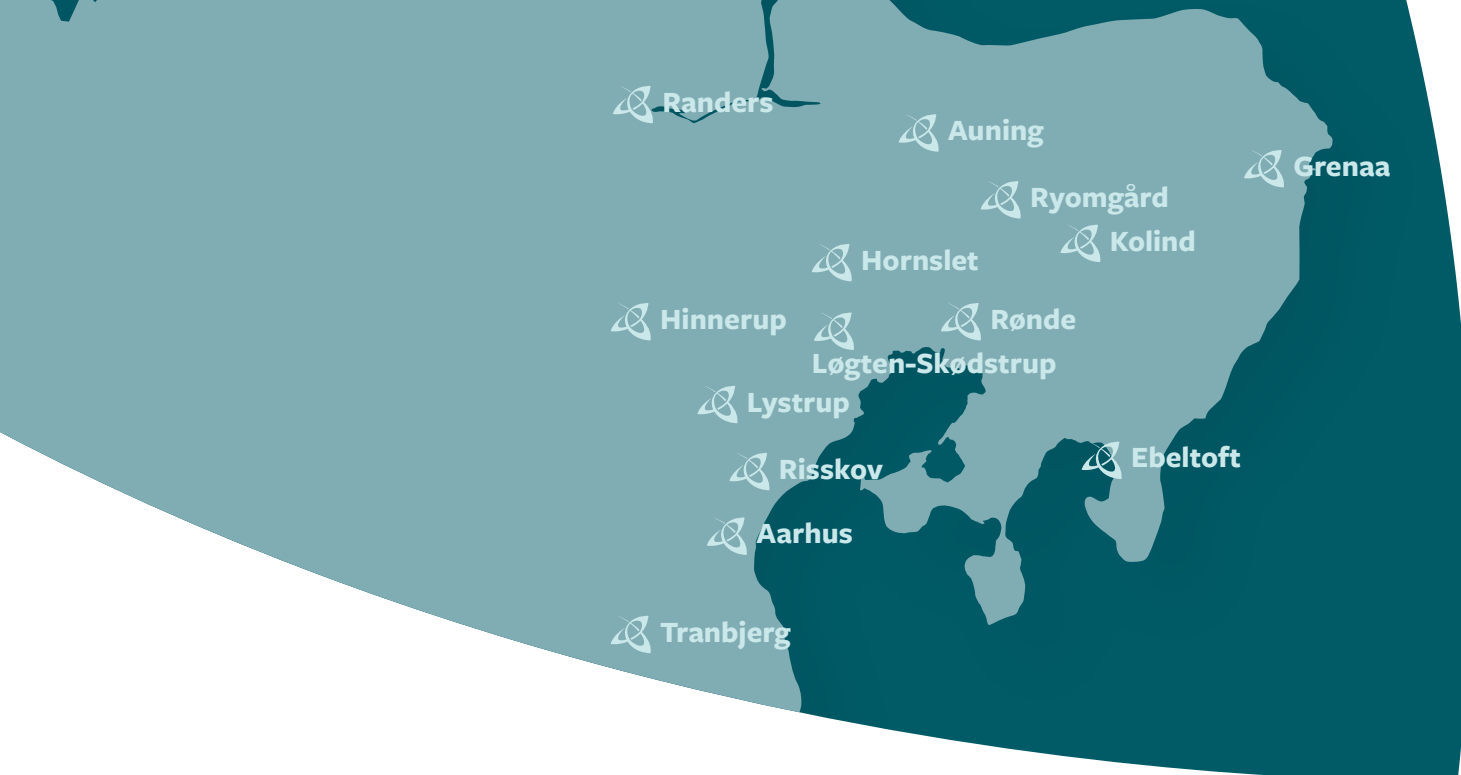 Randers
Auning
Grenaa
Ryomgård
Kolind
Hornslet
Hinnerup
Rønde
Løgten-Skødstrup
Lystrup
Ebeltoft
Risskov
Aarhus
Tranbjerg